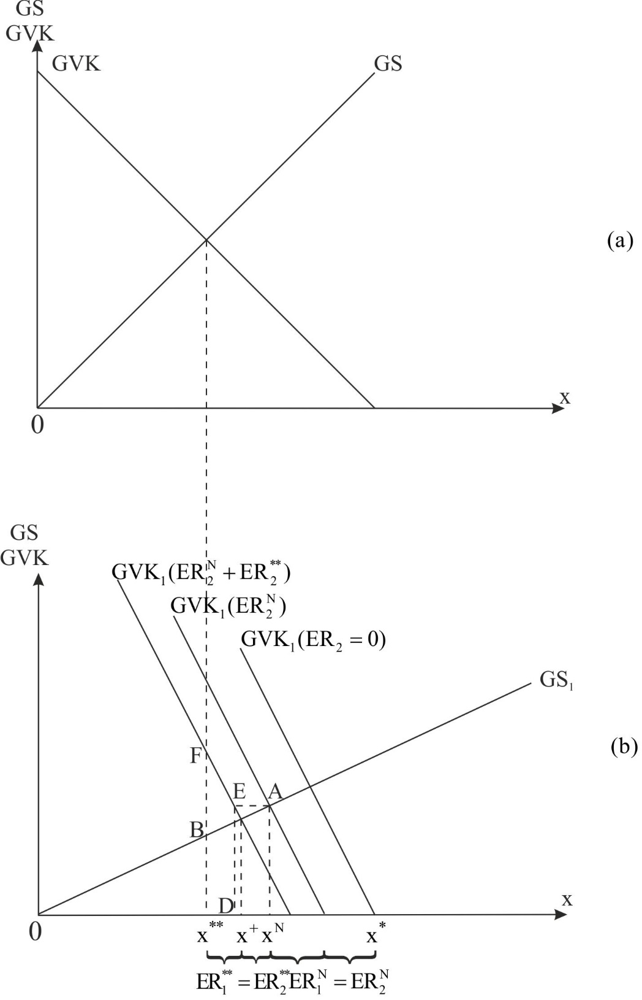 GS
GVK
GVK
GS
(a)
x
0
GS
GVK
GVK₁(ER₂ᴺ + ER₂**)
GVK₁(ER₂ᴺ)
GVK₁(ER₂ = 0)
GS₁
(b)
F
E A
B
D
x
0
x** x⁺ xᴺ x*
ER₁** = ER₂** ER₁ᴺ = ER₂ᴺ